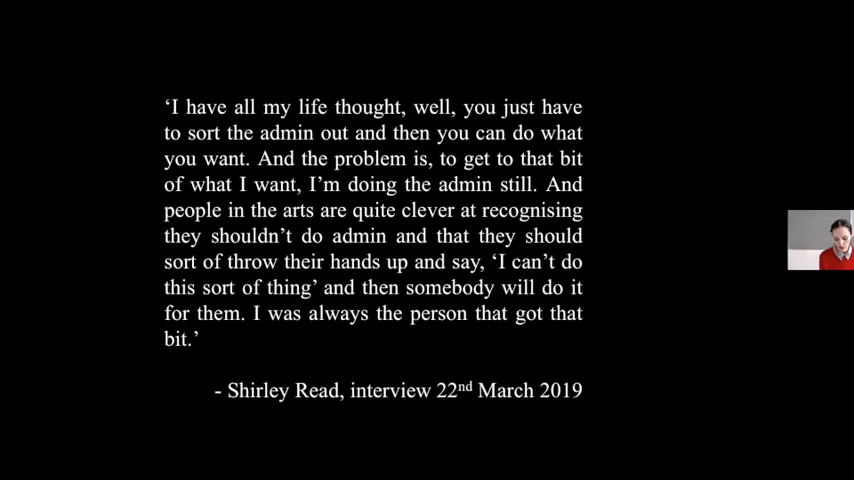 ‘I have all my life thought, well, you just have
to sort the admin out and then you can do what
you want. And the problem is, to get to that bit
of what I want, I’m doing the admin still. And
people in the arts are quite clever at recognising
they shouldn’t do admin and that they should
sort of throw their hands up and say, ‘I can’t do
this sort of thing’ and then somebody will do it
for them. I was always the person that got that
bit.’
- Shirley Read, interview 22nd March 2019